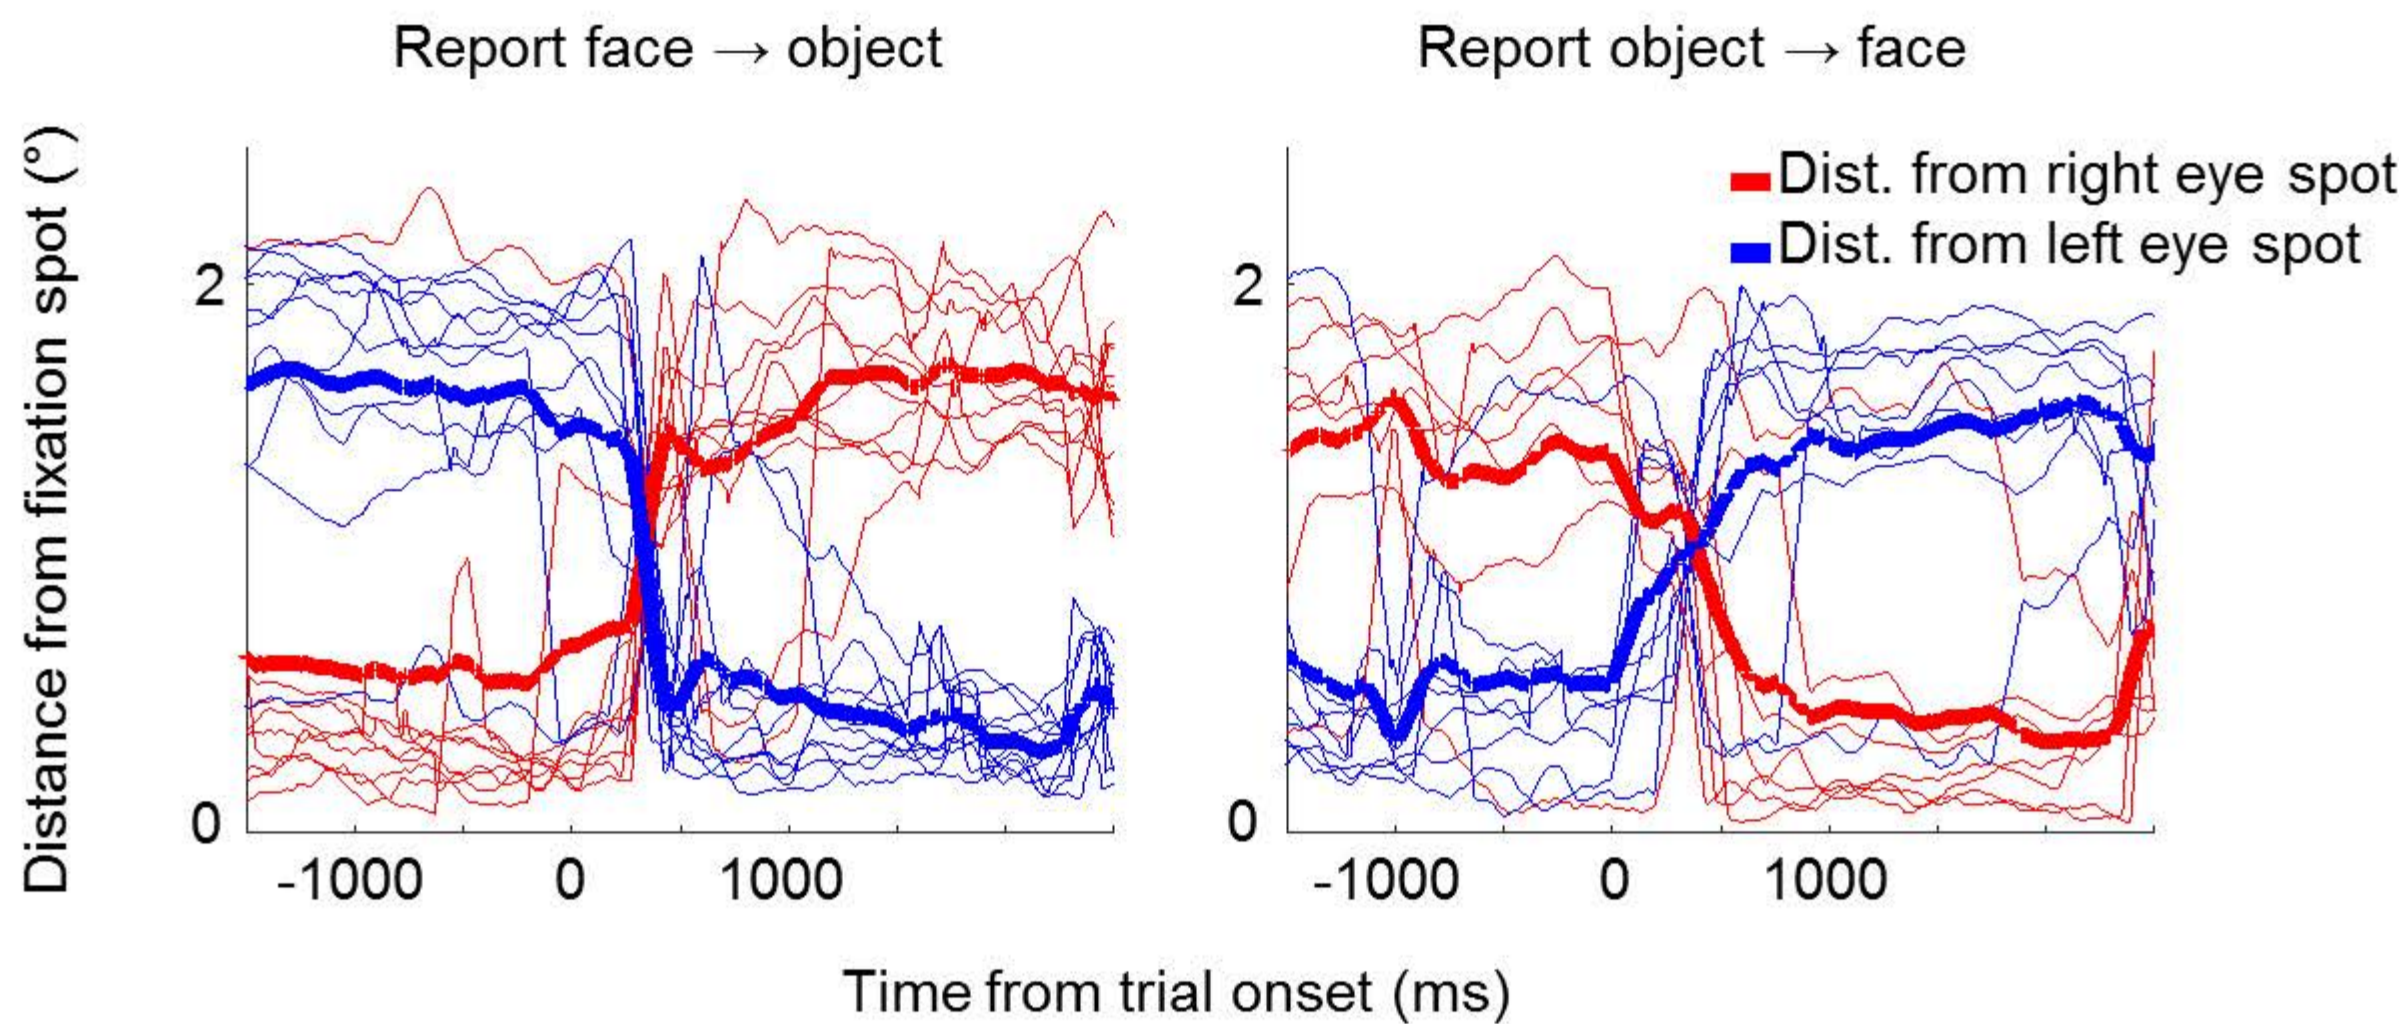 Report face → object
Report object → face
Distance from fixation spot (°)
2
0
-1000 0 1000
2
0
-1000 0 1000
Dist. from right eye spot
Dist. from left eye spot
Time from trial onset (ms)